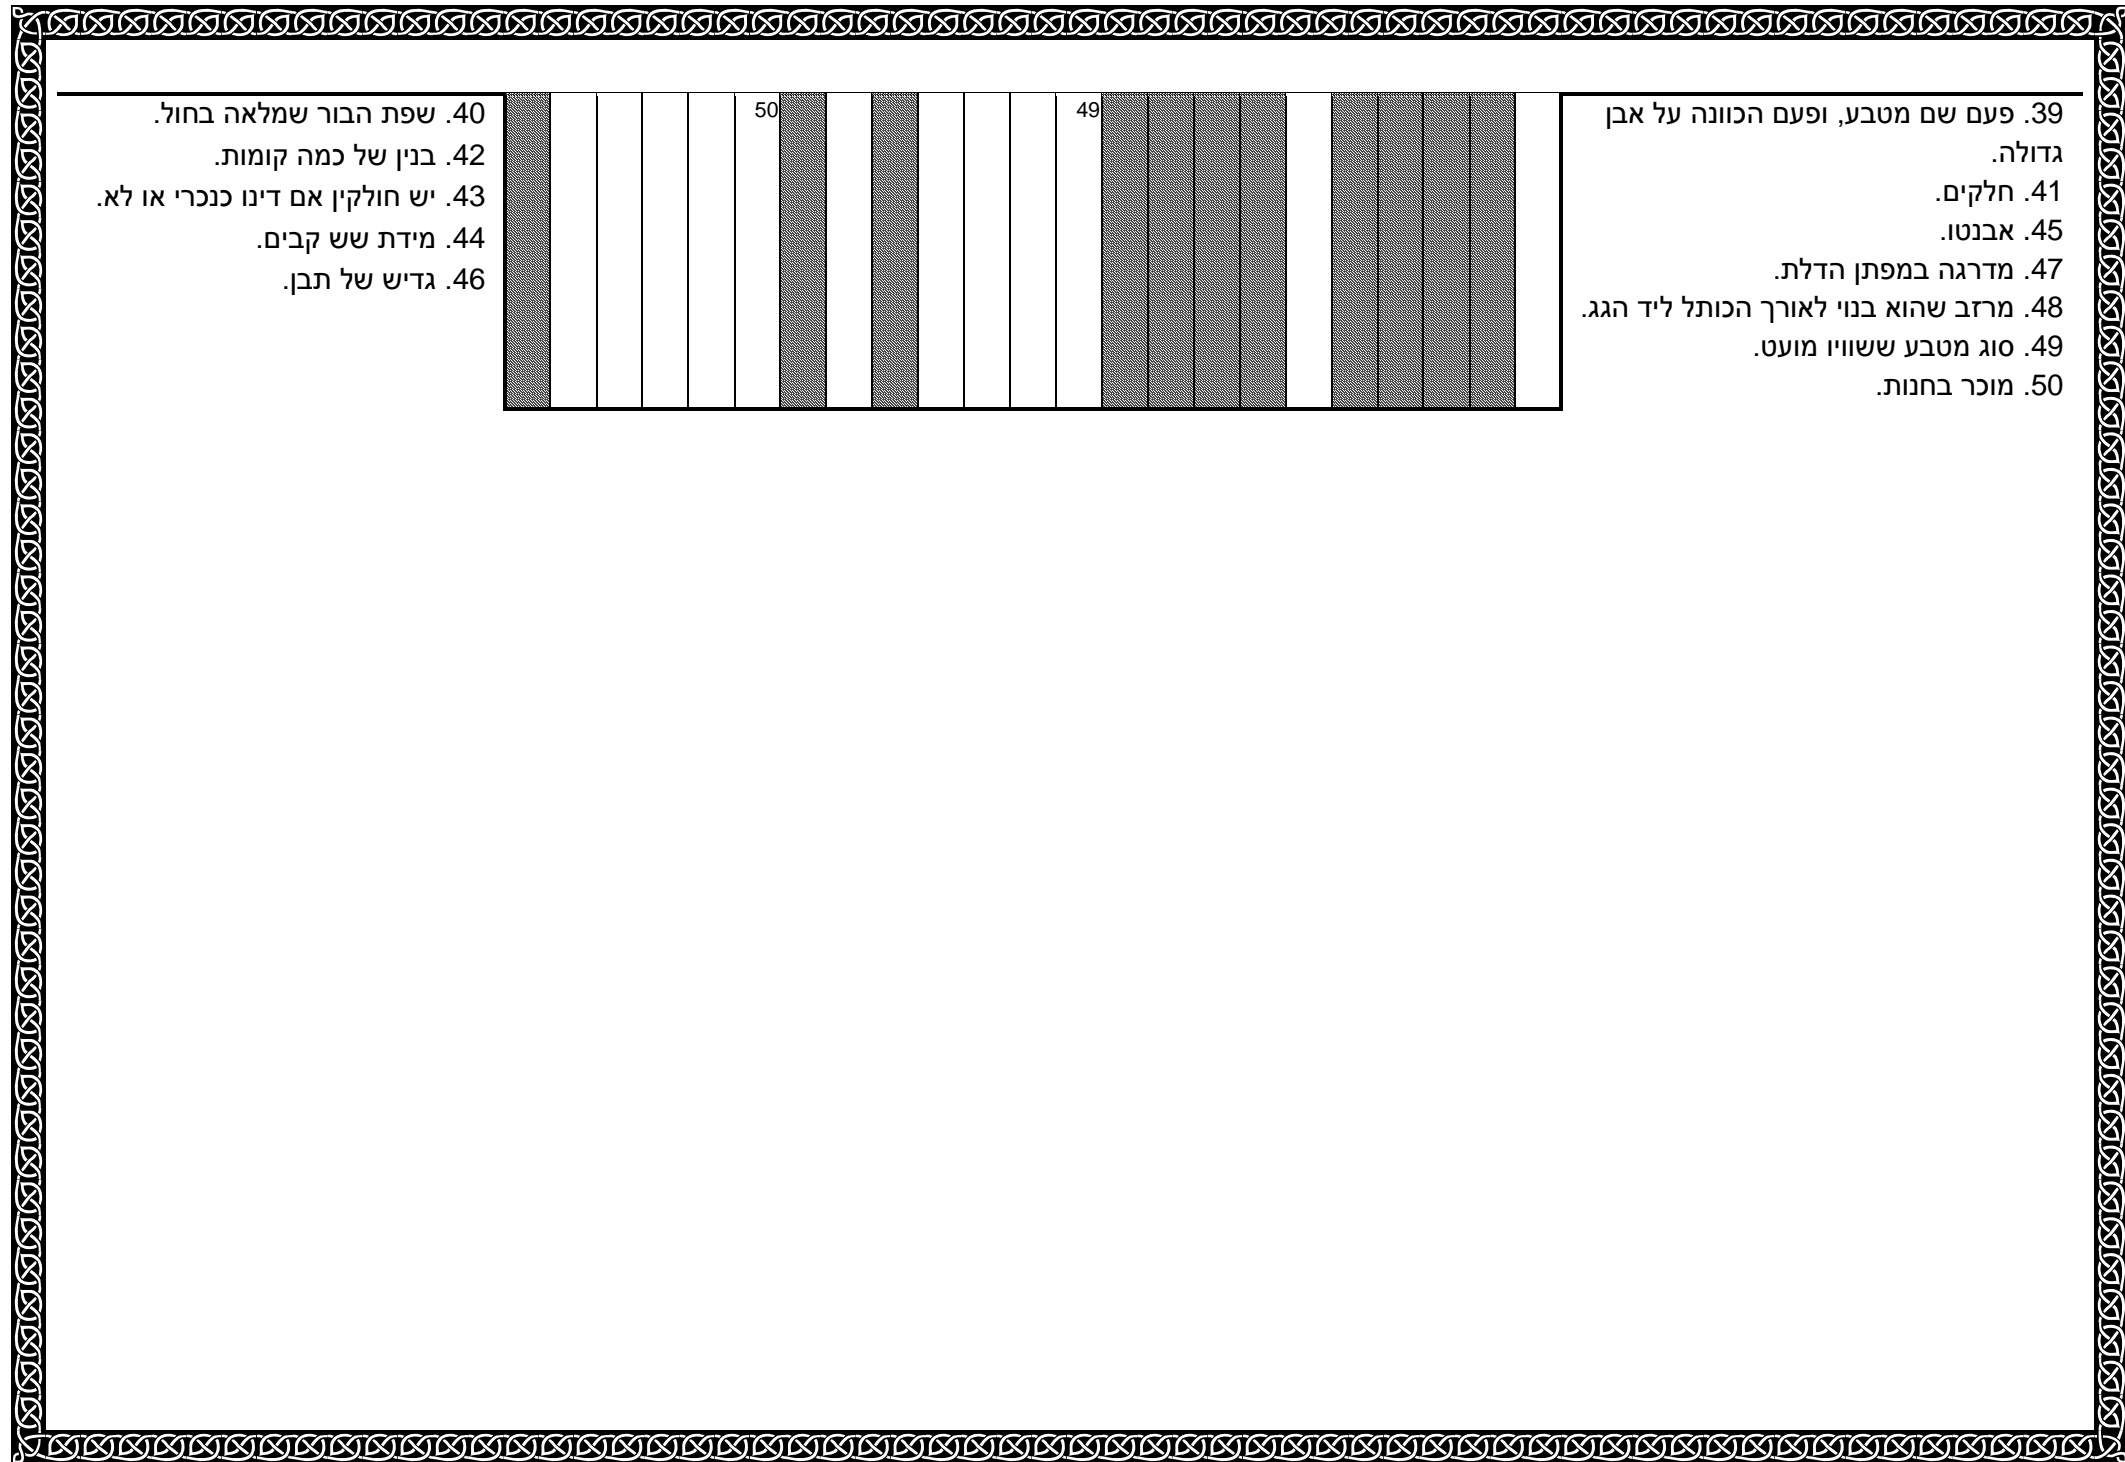 39. פעם שם מטבע, ופעם הכוונה על אבן
גדולה.
41. חלקים.
45. אבנטו.
47. מדרגה במפתן הדלת.
48. מרזב שהוא בנוי לאורך הכותל ליד הגג.
49. סוג מטבע ששוויו מועט.
50. מוכר בחנות.
49
50
40. שפת הבור שמלאה בחול.
42. בנין של כמה קומות.
43. יש חולקין אם דינו כנכרי או לא.
44. מידת שש קבים.
46. גדיש של תבן.